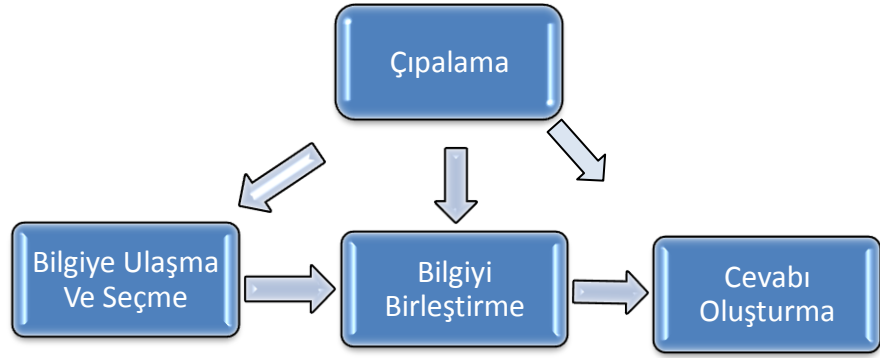 Çıpalama
Bilgiye Ulaşma
Ve Seçme
Bilgiyi
Birleştirme
Cevabı
Oluşturma